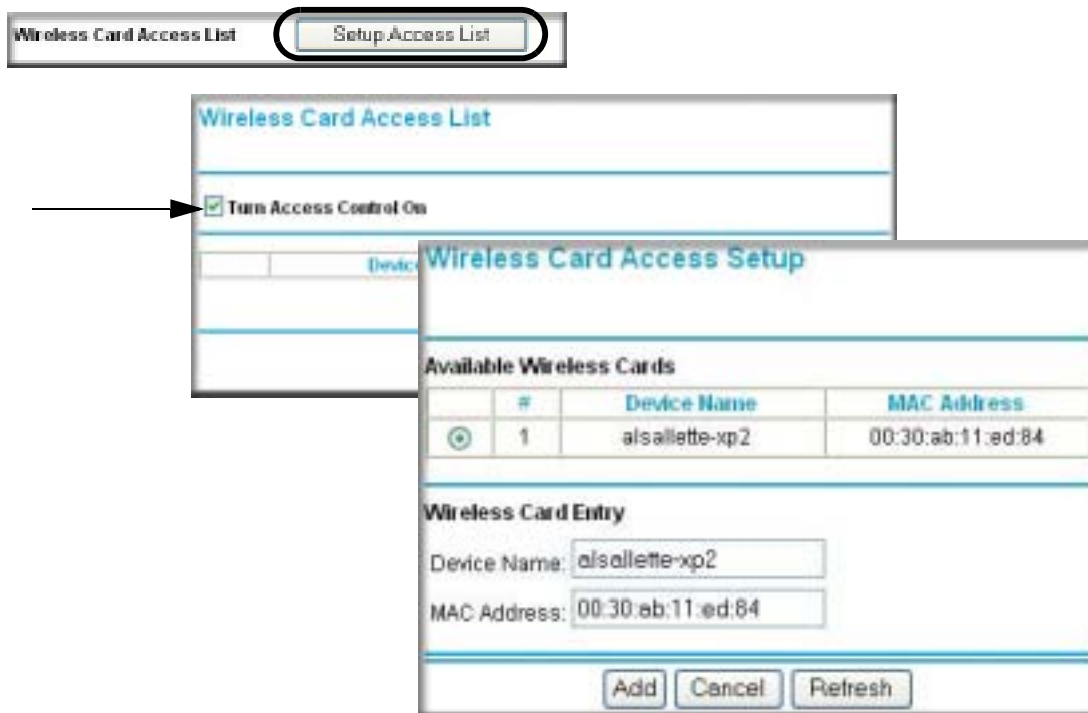 Wireless Card Access List Setup Access List
Wireless Card Access List
Turn Access Control On
Device
Wireless Card Access Setup
Available Wireless Cards
# Device Name MAC Address
1 alsallette-xp2 00:30:ab:11:ed:84
Wireless Card Entry
Device Name: alsallette-xp2
MAC Address: 00:30:ab:11:ed:84
Add Cancel Refresh